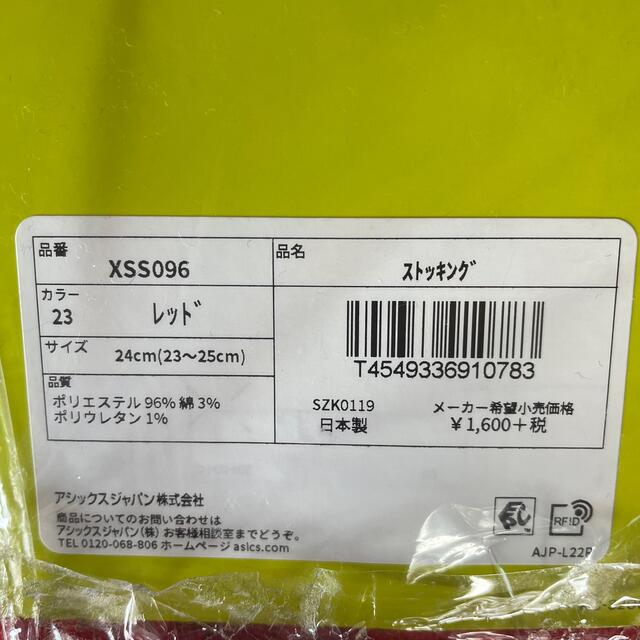 品番
XSS096
品名
ストッキング
カラー
23 レッド
サイズ
24cm(23〜25cm)
品質
ポリエステル 96% 綿 3%
ポリウレタン 1%
T4549336910783
SZK0119 メーカー希望小売価格
日本製 ¥1,600+税
アシックスジャパン株式会社
商品についてのお問い合わせは
アシックスジャパン(株) お客様相談室までどうぞ。
TEL 0120-068-806 ホームページ asics.com
RFID
AJP-L22P